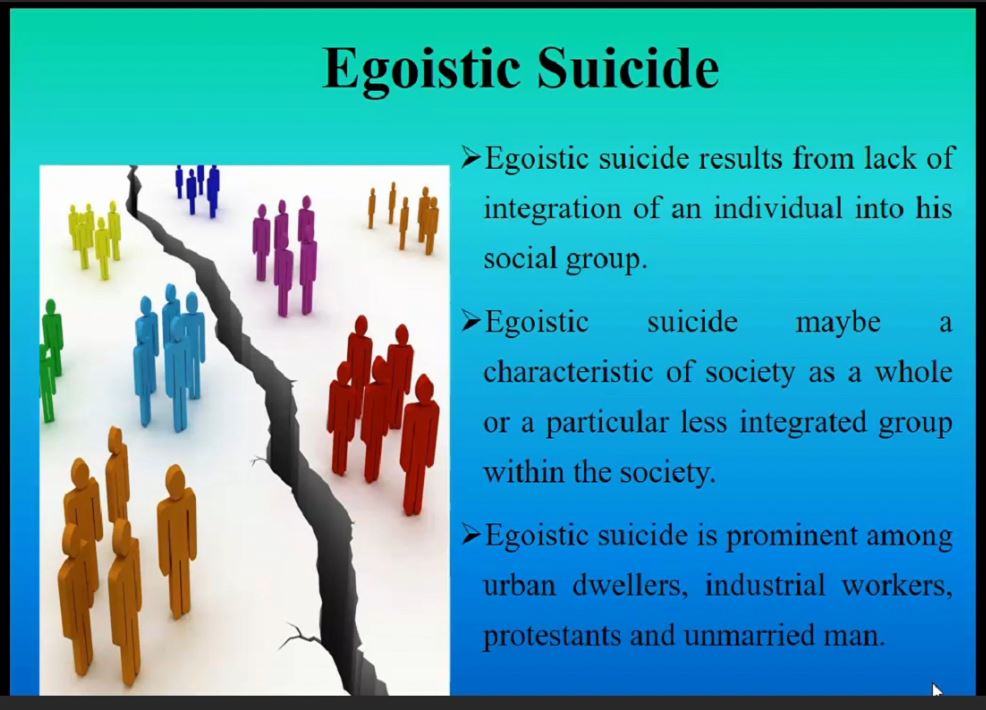 Egoistic Suicide
➢Egoistic suicide results from lack of
integration of an individual into his
social group.
➢Egoistic suicide maybe a
characteristic of society as a whole
or a particular less integrated group
within the society.
➢Egoistic suicide is prominent among
urban dwellers, industrial workers,
protestants and unmarried man.